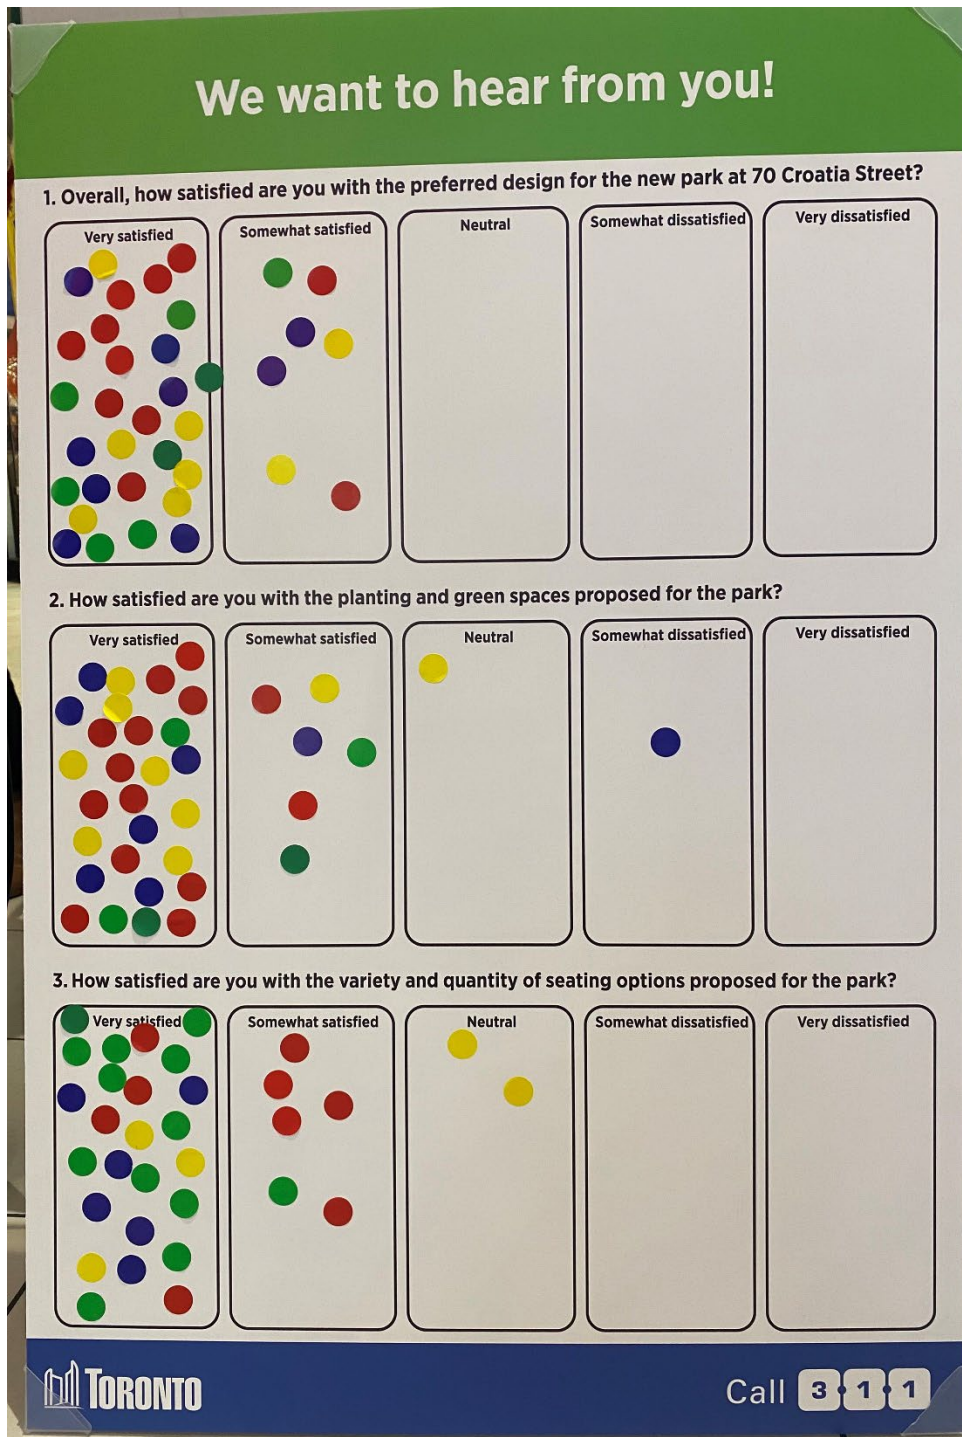 We want to hear from you!
1. Overall, how satisfied are you with the preferred design for the new park at 70 Croatia Street?
Very satisfied
Somewhat satisfied
Neutral
Somewhat dissatisfied
Very dissatisfied
2. How satisfied are you with the planting and green spaces proposed for the park?
Very satisfied
Somewhat satisfied
Neutral
Somewhat dissatisfied
Very dissatisfied
3. How satisfied are you with the variety and quantity of seating options proposed for the park?
Very satisfied
Somewhat satisfied
Neutral
Somewhat dissatisfied
Very dissatisfied
TORONTO
Call 3 1 1